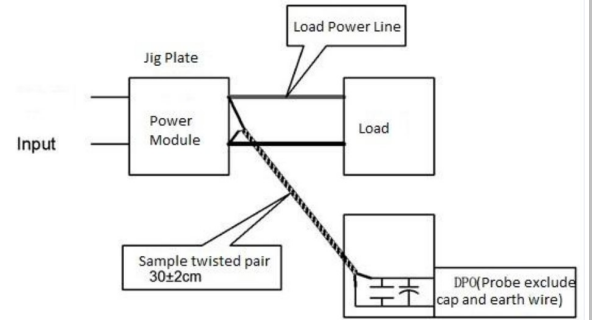 Load Power Line
Jig Plate
Power
Module
Load
Input
Sample twisted pair
30±2cm
DPO(Probe exclude
cap and earth wire)